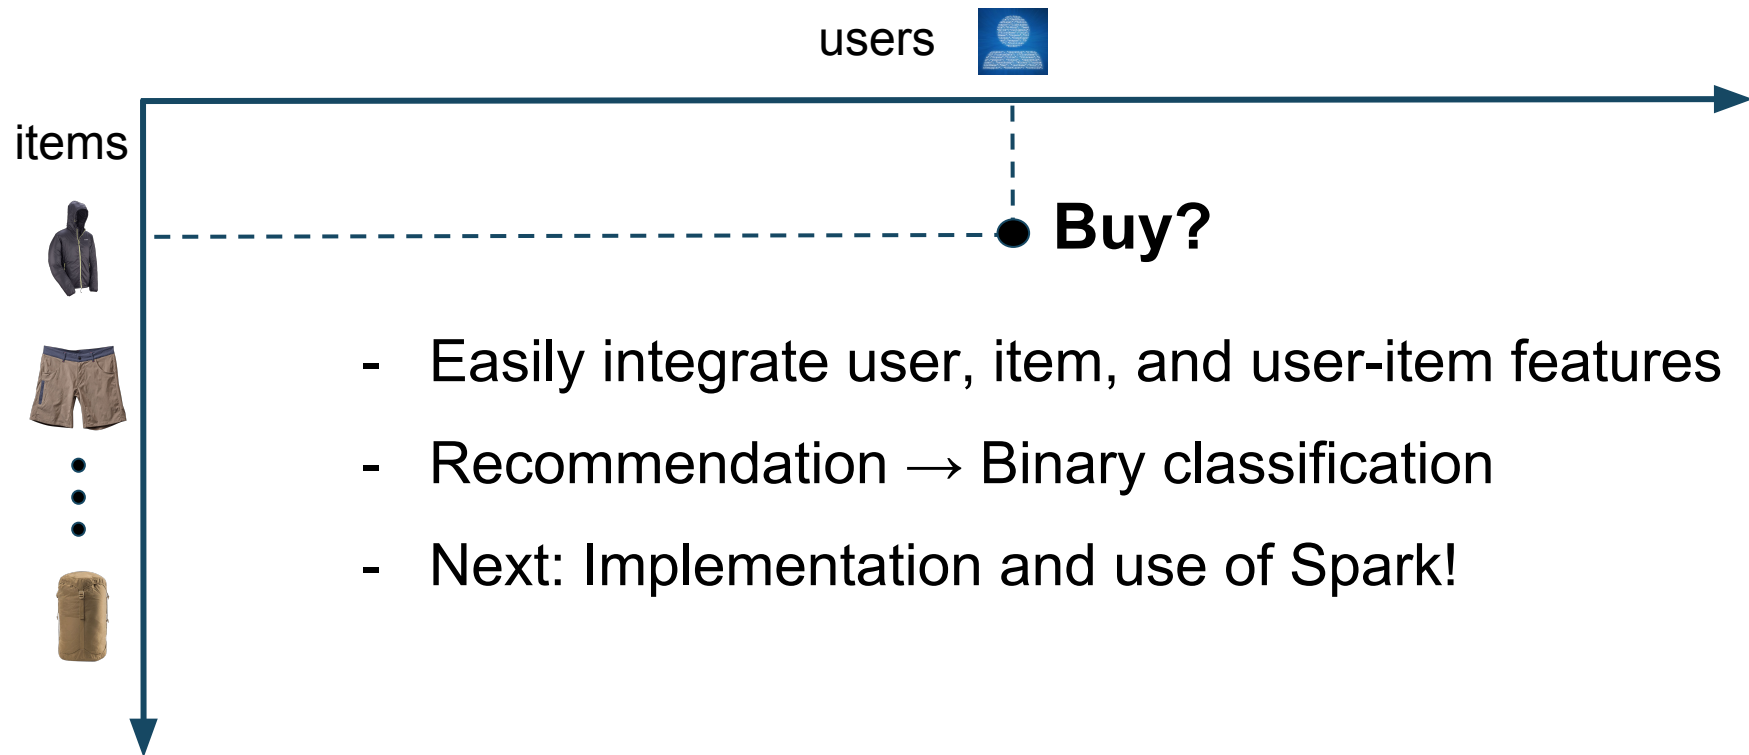 users
items
Buy?
- Easily integrate user, item, and user-item features
- Recommendation → Binary classification
- Next: Implementation and use of Spark!